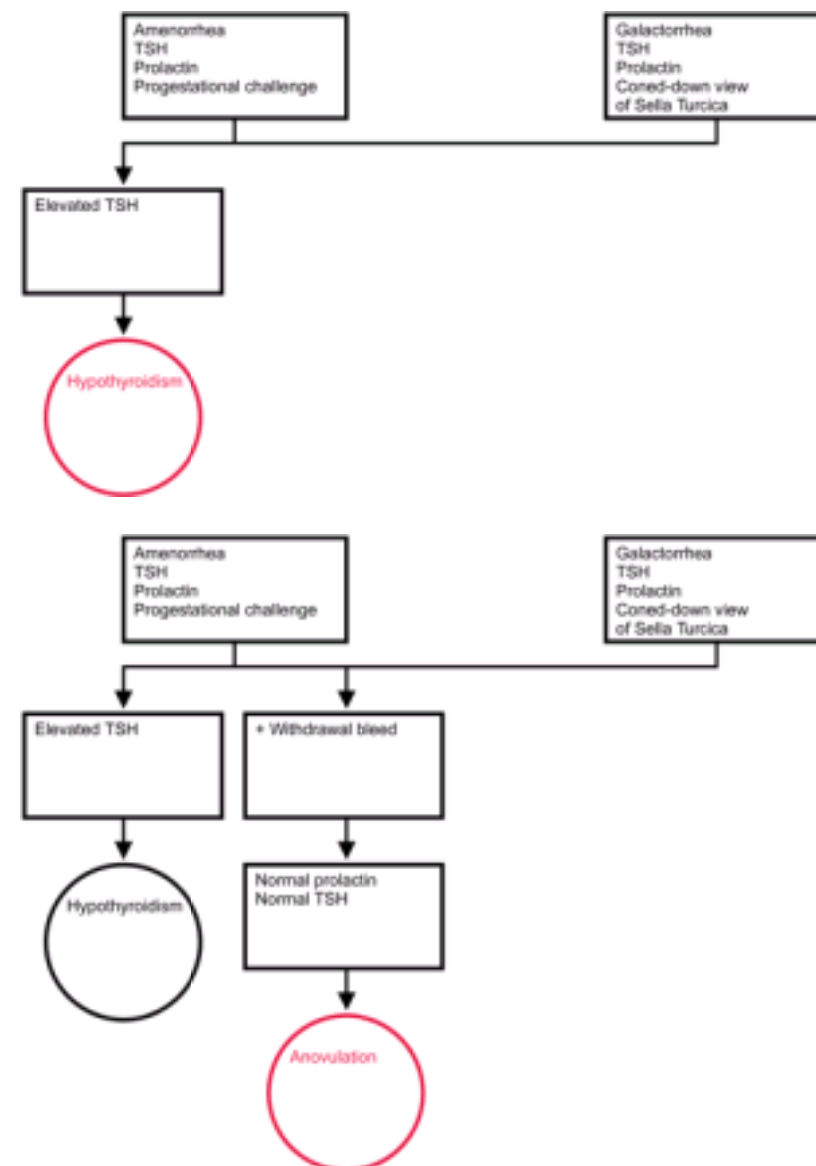 Amenorrhea
TSH
Prolactin
Progestational challenge
Galactorrhea
TSH
Prolactin
Coned-down view
of Sella Turcica
Elevated TSH
Hypothyroidism
Amenorrhea
TSH
Prolactin
Progestational challenge
Galactorrhea
TSH
Prolactin
Coned-down view
of Sella Turcica
Elevated TSH
+ Withdrawal bleed
Hypothyroidism
Normal prolactin
Normal TSH
Anovulation